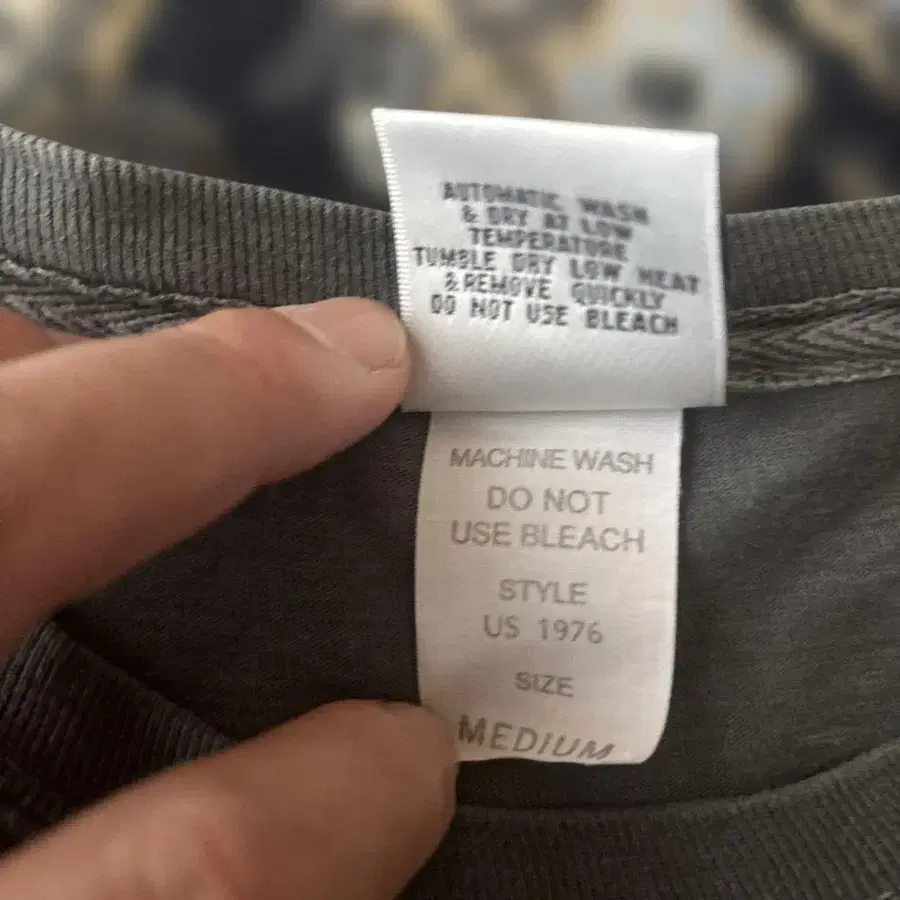 AUTOMATIC WASH
& DRY AT LOW
TEMPERATURE
TUMBLE DRY LOW HEAT
& REMOVE QUICKLY
DO NOT USE BLEACH
MACHINE WASH
DO NOT
USE BLEACH
STYLE
US 1976
SIZE
MEDIUM